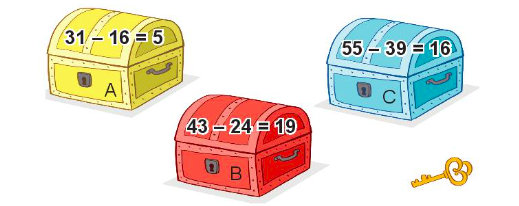 31 – 16 = 5
A
55 – 39 = 16
C
43 – 24 = 19
B